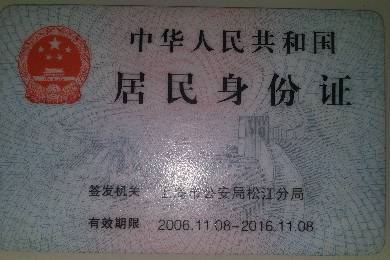 中华人民共和国
居民身份证
签发机关 上海市公安局松江分局
有效期限 2006.11.08-2016.11.08